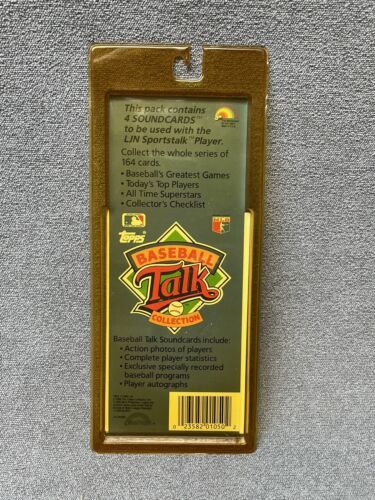 This pack contains
4 SOUNDCARDS™
to be used with the
LJN Sportstalk™ Player.
Collect the whole series of
164 cards.
• Baseball's Greatest Games
• Today's Top Players
• All Time Superstars
• Collector's Checklist
Topps®
BASEBALL
Talk
COLLECTION
Baseball Talk Soundcards include:
• Action photos of players
• Complete player statistics
• Exclusive specially recorded
baseball programs
• Player autographs
0 23582 01050 2